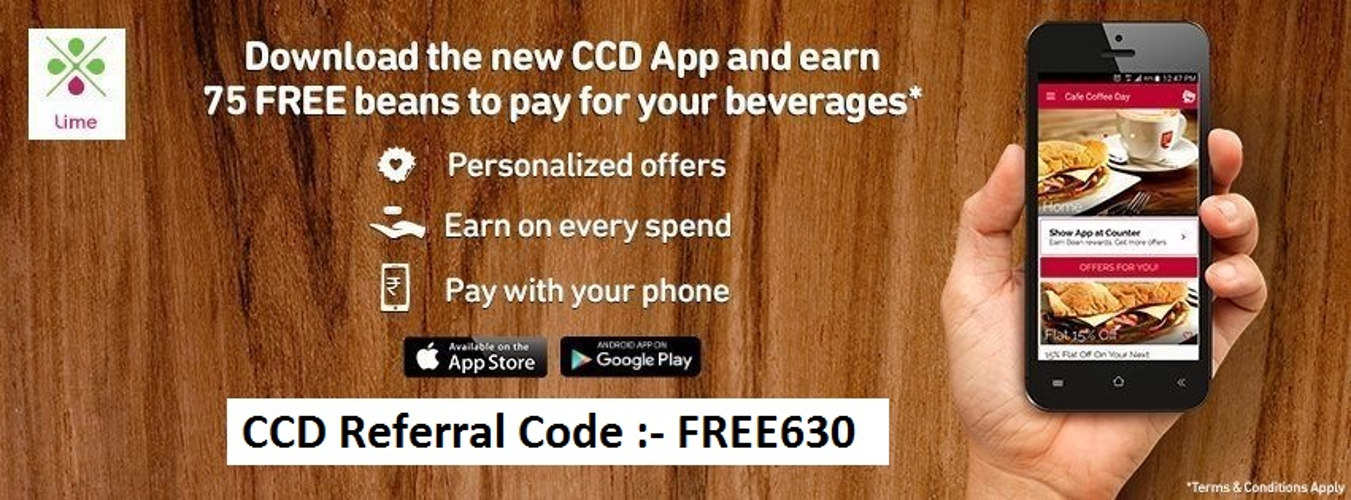 Lime
Download the new CCD App and earn
75 FREE beans to pay for your beverages*
Personalized offers
Earn on every spend
₹
Pay with your phone
Available on the
App Store
ANDROID APP ON
Google Play
CCD Referral Code :- FREE630
12:47 PM
Cafe Coffee Day
Home
Show App at Counter
Earn Bean rewards. Get more offers
OFFERS FOR YOU!
Flat 15% Off
15% Flat Off On Your Next
*Terms & Conditions Apply